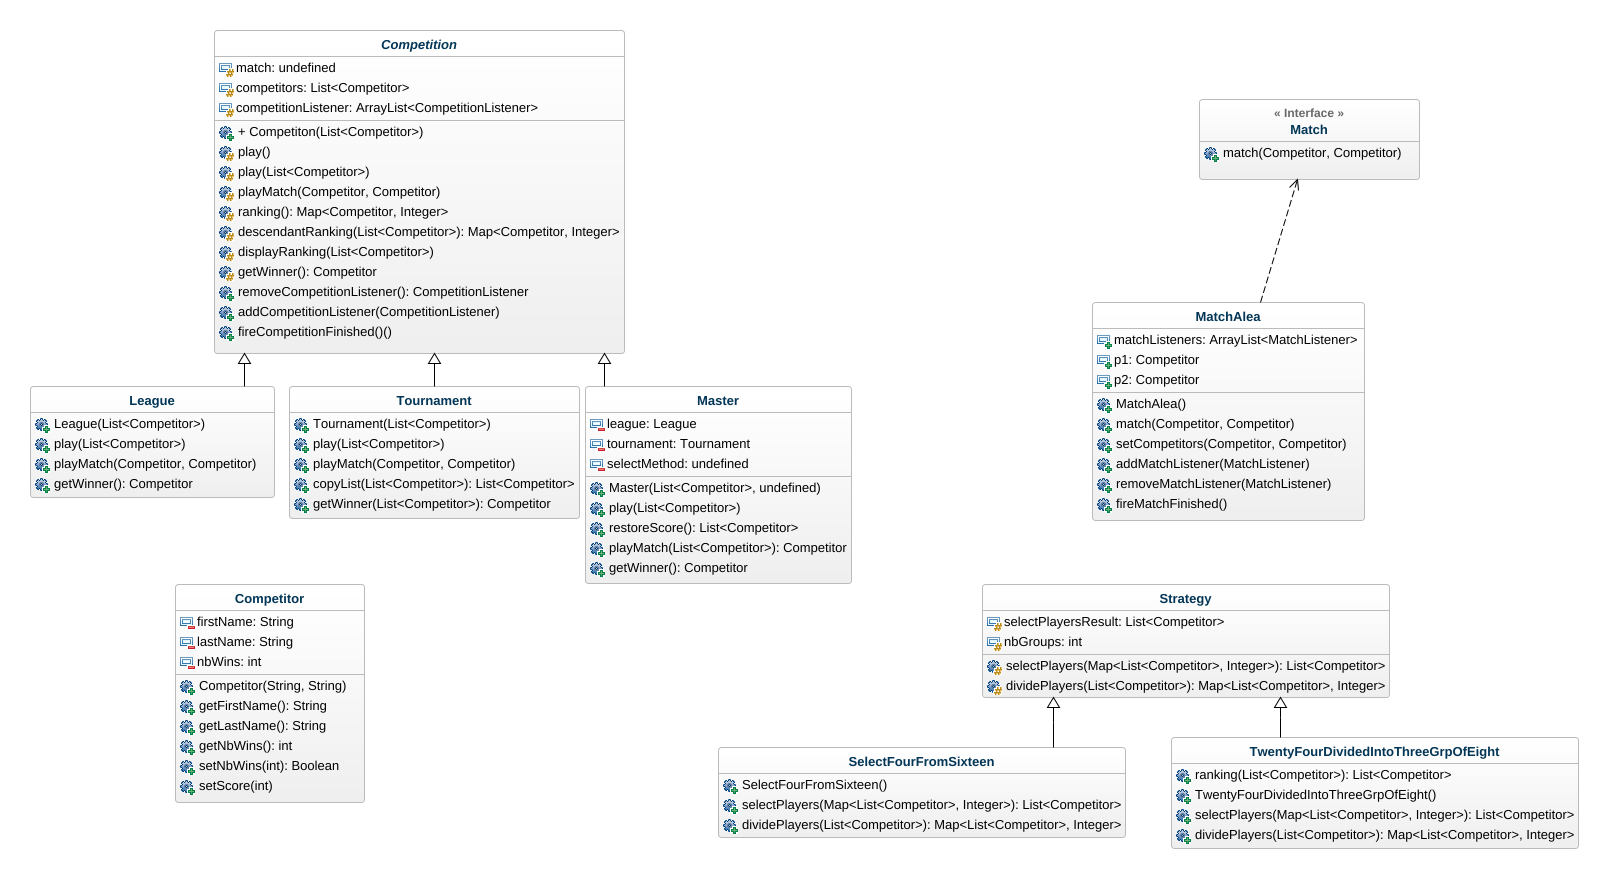 Competition
match: undefined
competitors: List<Competitor>
competitionListener: ArrayList<CompetitionListener>
+ Competiton(List<Competitor>)
play()
play(List<Competitor>)
playMatch(Competitor, Competitor)
ranking(): Map<Competitor, Integer>
descendantRanking(List<Competitor>): Map<Competitor, Integer>
displayRanking(List<Competitor>)
getWinner(): Competitor
removeCompetitionListener(): CompetitionListener
addCompetitionListener(CompetitionListener)
fireCompetitionFinished()()
« Interface »
Match
match(Competitor, Competitor)
MatchAlea
matchListeners: ArrayList<MatchListener>
p1: Competitor
p2: Competitor
MatchAlea()
match(Competitor, Competitor)
setCompetitors(Competitor, Competitor)
addMatchListener(MatchListener)
removeMatchListener(MatchListener)
fireMatchFinished()
League
League(List<Competitor>)
play(List<Competitor>)
playMatch(Competitor, Competitor)
getWinner(): Competitor
Tournament
Tournament(List<Competitor>)
play(List<Competitor>)
playMatch(Competitor, Competitor)
copyList(List<Competitor>): List<Competitor>
getWinner(List<Competitor>): Competitor
Master
league: League
tournament: Tournament
selectMethod: undefined
Master(List<Competitor>, undefined)
play(List<Competitor>)
restoreScore(): List<Competitor>
playMatch(List<Competitor>): Competitor
getWinner(): Competitor
Competitor
firstName: String
lastName: String
nbWins: int
Competitor(String, String)
getFirstName(): String
getLastName(): String
getNbWins(): int
setNbWins(int): Boolean
setScore(int)
Strategy
selectPlayersResult: List<Competitor>
nbGroups: int
selectPlayers(Map<List<Competitor>, Integer>): List<Competitor>
dividePlayers(List<Competitor>): Map<List<Competitor>, Integer>
SelectFourFromSixteen
SelectFourFromSixteen()
selectPlayers(Map<List<Competitor>, Integer>): List<Competitor>
dividePlayers(List<Competitor>): Map<List<Competitor>, Integer>
TwentyFourDividedIntoThreeGrpOfEight
ranking(List<Competitor>): List<Competitor>
TwentyFourDividedIntoThreeGrpOfEight()
selectPlayers(Map<List<Competitor>, Integer>): List<Competitor>
dividePlayers(List<Competitor>): Map<List<Competitor>, Integer>